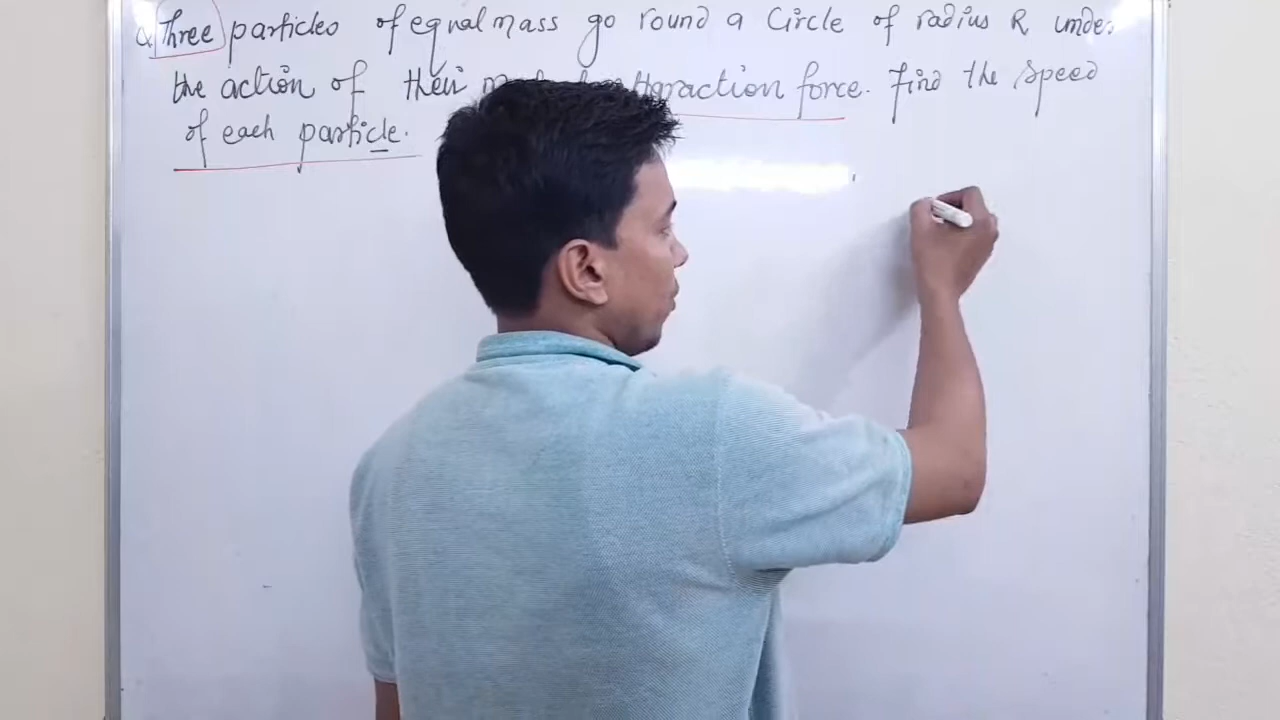 Q Three particles of equal mass go round a Circle of radius R under
the action of their attraction force. Find the speed
of each particle.